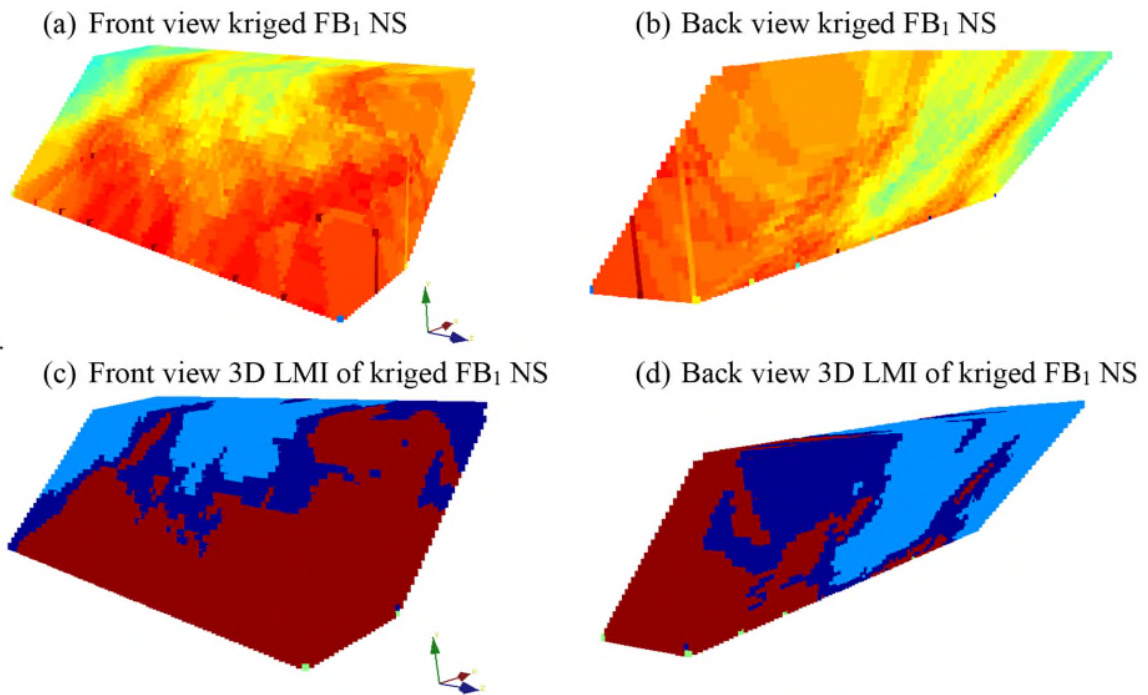 (a) Front view kriged FB₁ NS
(b) Back view kriged FB₁ NS
(c) Front view 3D LMI of kriged FB₁ NS
(d) Back view 3D LMI of kriged FB₁ NS